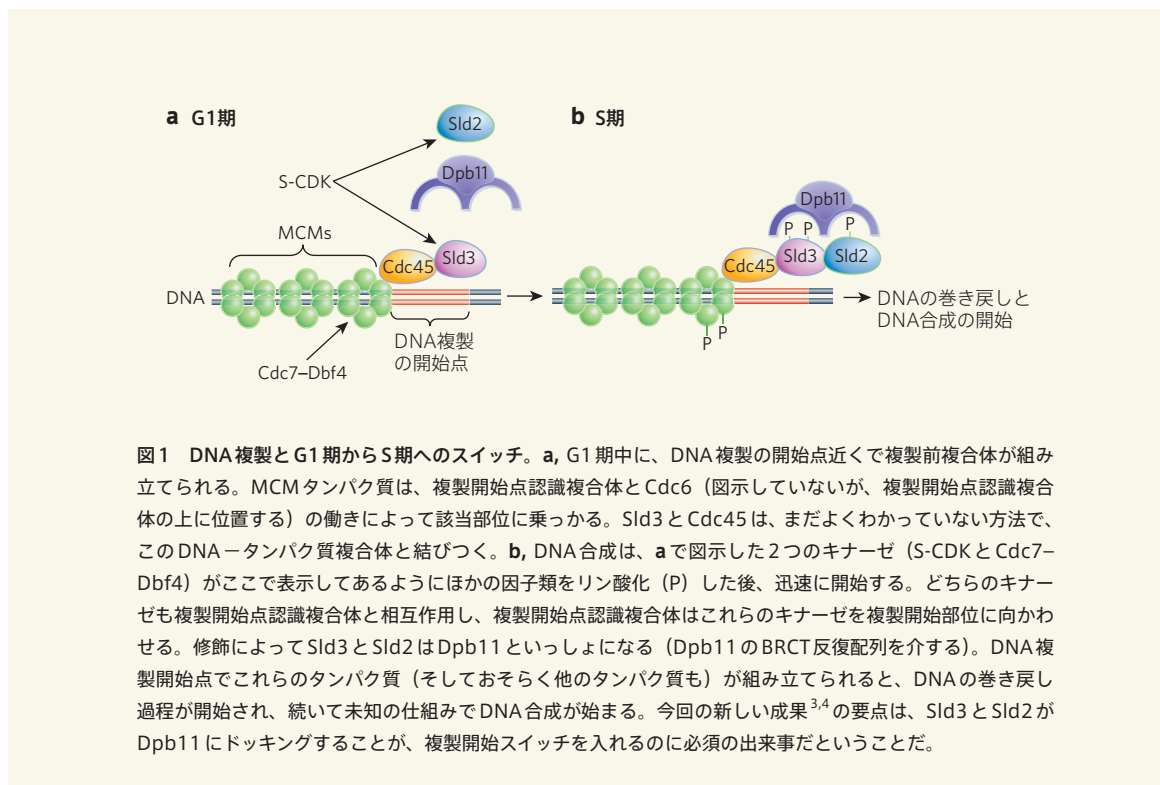 a G1期
Sld2
Dpb11
S-CDK
MCMs
Cdc45
Sld3
DNA
DNA複製
の開始点
Cdc7–Dbf4
b S期
Dpb11
P P P
Cdc45
Sld3
Sld2
P
P
DNAの巻き戻しと
DNA合成の開始
図1　DNA複製とG1期からS期へのスイッチ。a, G1期中に、DNA複製の開始点近くで複製前複合体が組み
立てられる。MCMタンパク質は、複製開始点認識複合体とCdc6（図示していないが、複製開始点認識複合
体の上に位置する）の働きによって該当部位に乗っかる。Sld3とCdc45は、まだよくわかっていない方法で、
このDNA－タンパク質複合体と結びつく。b, DNA合成は、aで図示した2つのキナーゼ（S-CDKとCdc7–
Dbf4）がここで表示してあるようにほかの因子類をリン酸化（P）した後、迅速に開始する。どちらのキナー
ゼも複製開始点認識複合体と相互作用し、複製開始点認識複合体はこれらのキナーゼを複製開始部位に向かわ
せる。修飾によってSld3とSld2はDpb11といっしょになる（Dpb11のBRCT反復配列を介する）。DNA複
製開始点でこれらのタンパク質（そしておそらく他のタンパク質も）が組み立てられると、DNAの巻き戻し
過程が開始され、続いて未知の仕組みでDNA合成が始まる。今回の新しい成果3,4の要点は、Sld3とSld2が
Dpb11にドッキングすることが、複製開始スイッチを入れるのに必須の出来事だということだ。